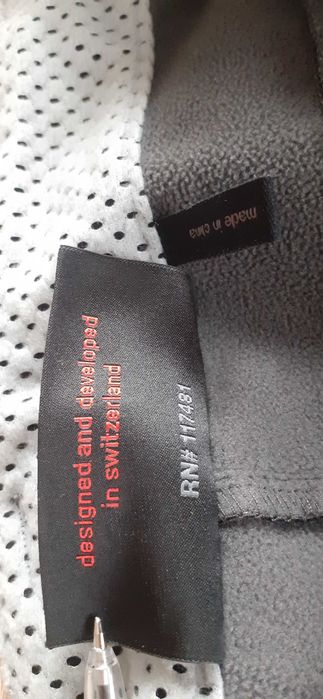 designed and developed
in switzerland
RN# 117481
made in china